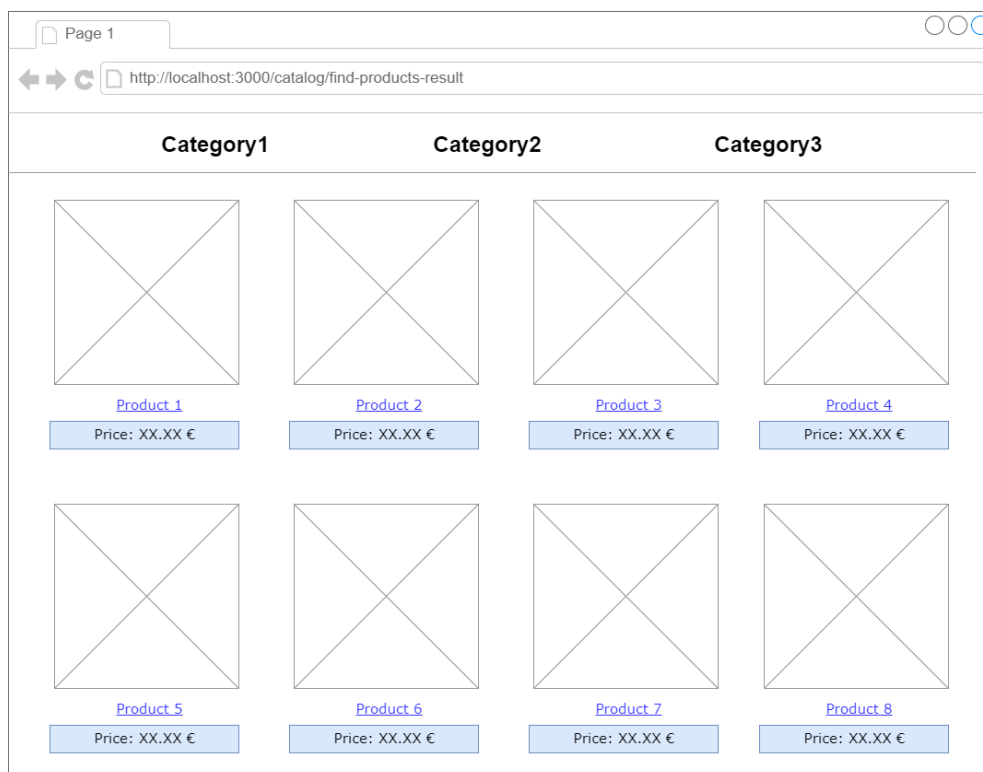 Page 1
http://localhost:3000/catalog/find-products-result
Category1 Category2 Category3
Product 1 Product 2 Product 3 Product 4
Price: XX.XX € Price: XX.XX € Price: XX.XX € Price: XX.XX €
Product 5 Product 6 Product 7 Product 8
Price: XX.XX € Price: XX.XX € Price: XX.XX € Price: XX.XX €